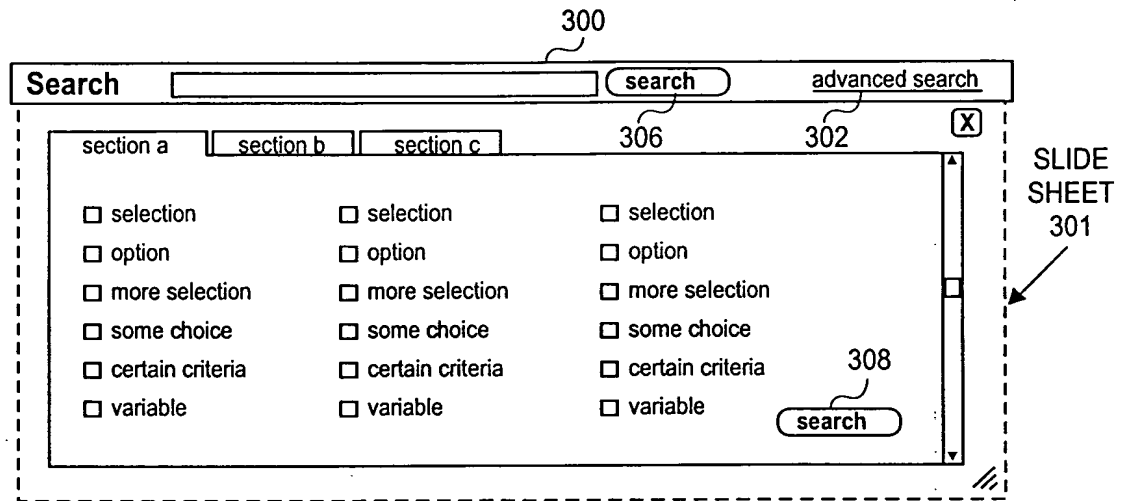 300
Search search advanced search
306 302 X
section a section b section c
SLIDE
SHEET
301
selection selection selection
option option option
more selection more selection more selection
some choice some choice some choice
certain criteria certain criteria certain criteria
308
variable variable variable
search